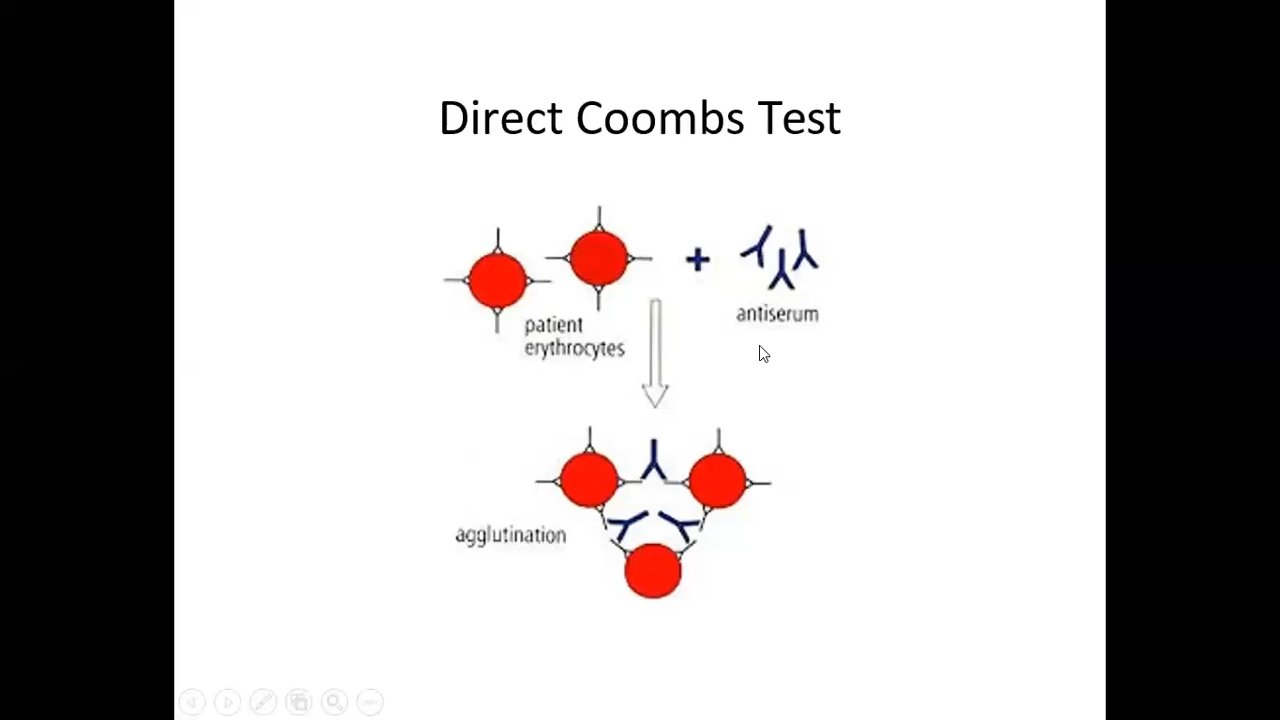 Direct Coombs Test
+
antiserum
patient
erythrocytes
agglutination